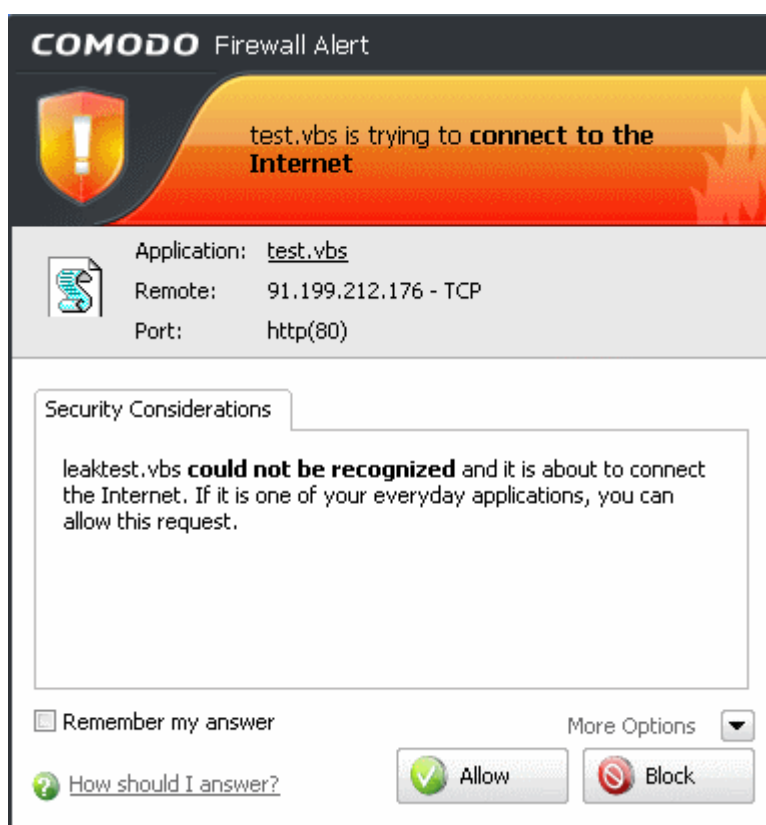 COMODO Firewall Alert
test.vbs is trying to connect to the
Internet
Application: test.vbs
Remote: 91.199.212.176 - TCP
Port: http(80)
Security Considerations
leaktest.vbs could not be recognized and it is about to connect
the Internet. If it is one of your everyday applications, you can
allow this request.
Remember my answer
More Options
How should I answer?
Allow
Block